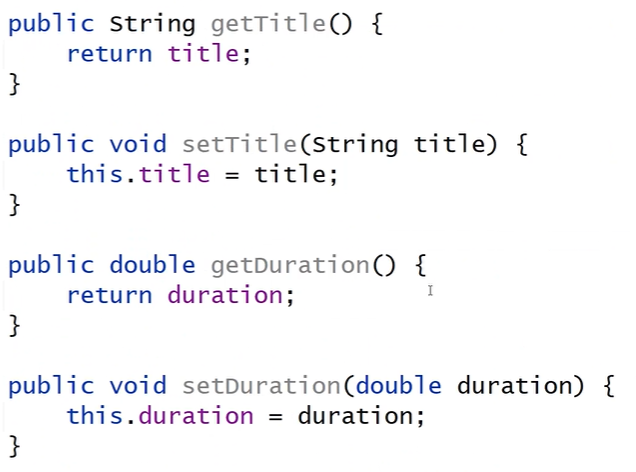 public String getTitle() {
    return title;
}
public void setTitle(String title) {
    this.title = title;
}
public double getDuration() {
    return duration;
}
public void setDuration(double duration) {
    this.duration = duration;
}